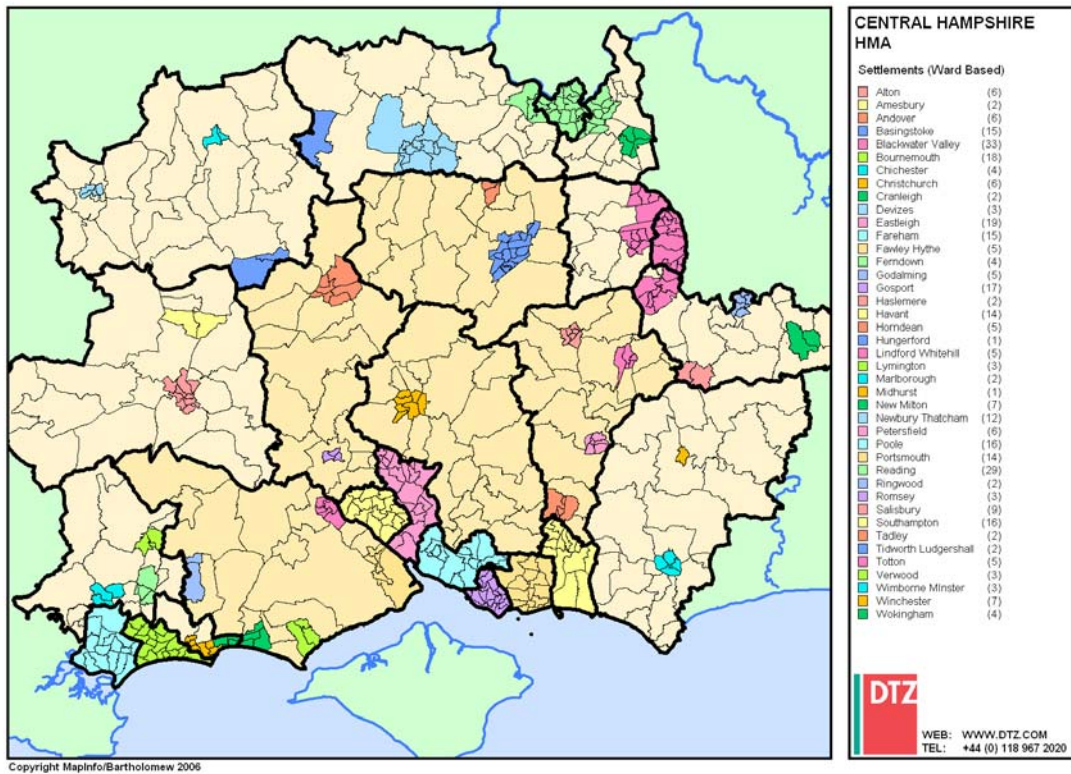 CENTRAL HAMPSHIRE
HMA
Settlements (Ward Based)
Alton (6)
Amesbury (2)
Andover (6)
Basingstoke (15)
Blackwater Valley (33)
Bournemouth (18)
Chichester (4)
Christchurch (6)
Cranleigh (2)
Devizes (3)
Eastleigh (19)
Fareham (15)
Fawley Hythe (5)
Ferndown (4)
Godalming (5)
Gosport (17)
Haslemere (2)
Havant (14)
Horndean (5)
Hungerford (1)
Lindford Whitehill (5)
Lymington (3)
Marlborough (2)
Midhurst (1)
New Milton (7)
Newbury Thatcham (12)
Petersfield (6)
Poole (16)
Portsmouth (14)
Reading (29)
Ringwood (2)
Romsey (3)
Salisbury (9)
Southampton (16)
Tadley (2)
Tidworth Ludgershall (2)
Totton (5)
Verwood (3)
Wimborne MInster (3)
Winchester (7)
Wokingham (4)
DTZ
WEB: WWW.DTZ.COM
TEL: +44 (0) 118 967 2020
Copyright MapInfo/Bartholomew 2006